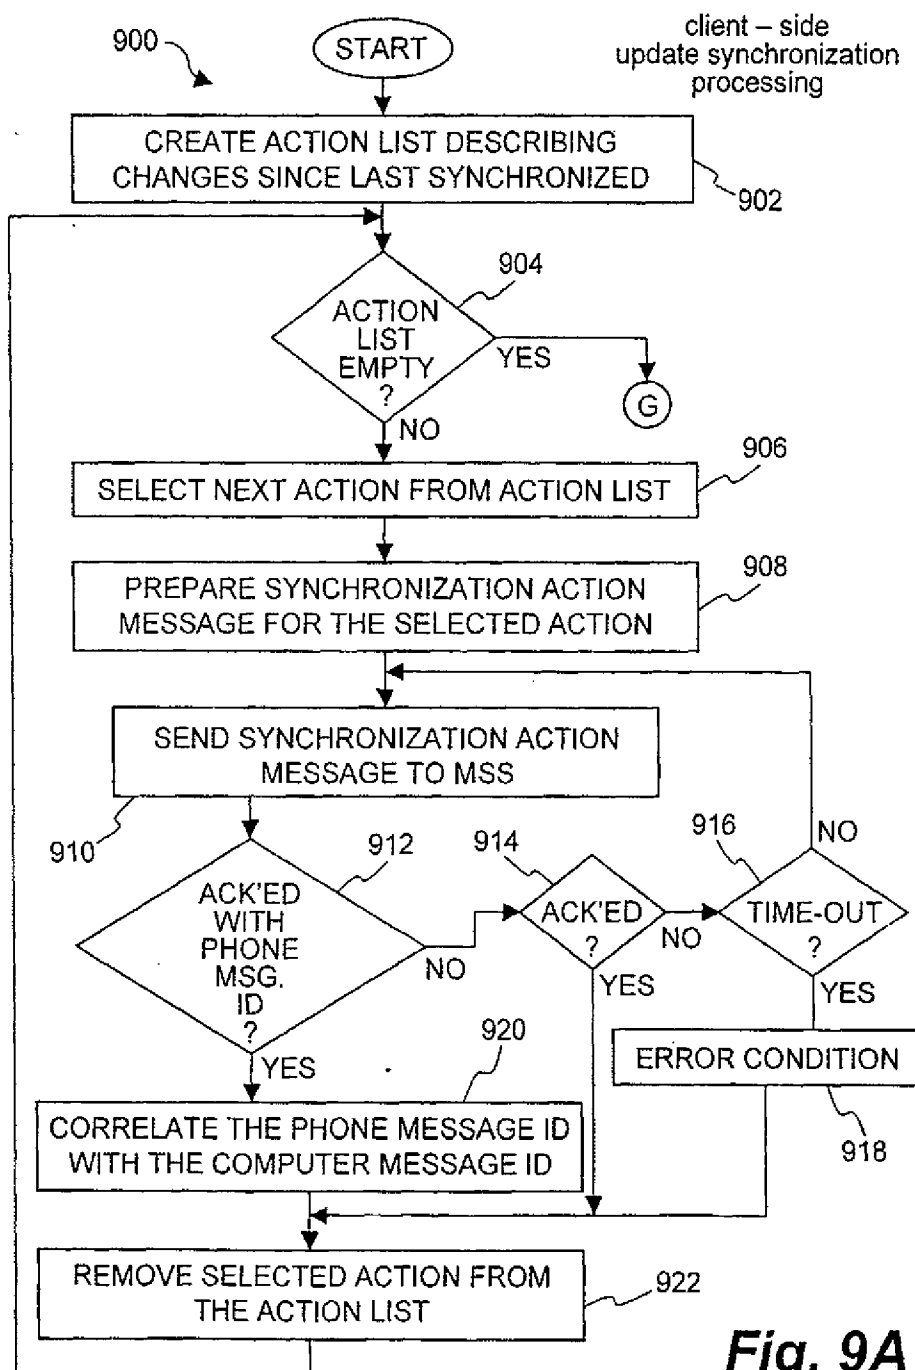 900
START
client – side
update synchronization
processing
CREATE ACTION LIST DESCRIBING
CHANGES SINCE LAST SYNCHRONIZED
902
904
ACTION
LIST
EMPTY
?
YES
G
NO
906
SELECT NEXT ACTION FROM ACTION LIST
908
PREPARE SYNCHRONIZATION ACTION
MESSAGE FOR THE SELECTED ACTION
SEND SYNCHRONIZATION ACTION
MESSAGE TO MSS
910
912
ACK'ED
WITH
PHONE
MSG.
ID
?
NO
YES
914
ACK'ED
?
NO
YES
916
NO
TIME-OUT
?
YES
ERROR CONDITION
918
920
CORRELATE THE PHONE MESSAGE ID
WITH THE COMPUTER MESSAGE ID
REMOVE SELECTED ACTION FROM
THE ACTION LIST
922
Fig. 9A